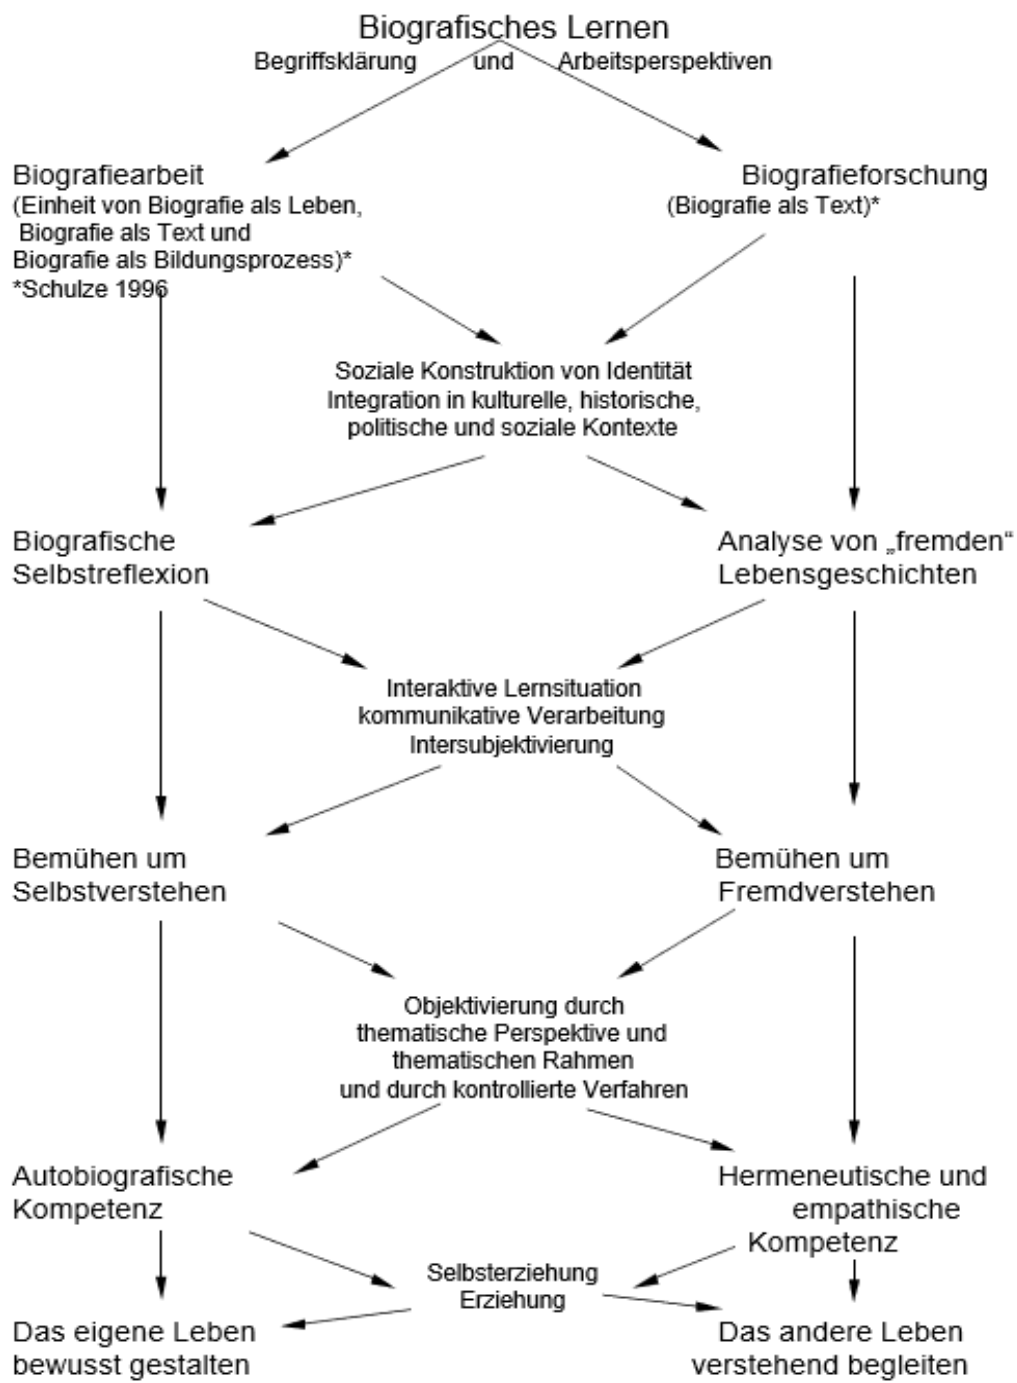 Biografisches Lernen
Begriffsklärung und Arbeitsperspektiven
Biografiearbeit
(Einheit von Biografie als Leben,
Biografie als Text und
Biografie als Bildungsprozess)*
*Schulze 1996
Biografieforschung
(Biografie als Text)*
Soziale Konstruktion von Identität
Integration in kulturelle, historische,
politische und soziale Kontexte
Biografische
Selbstreflexion
Analyse von „fremden“
Lebensgeschichten
Interaktive Lernsituation
kommunikative Verarbeitung
Intersubjektivierung
Bemühen um
Selbstverstehen
Bemühen um
Fremdverstehen
Objektivierung durch
thematische Perspektive und
thematischen Rahmen
und durch kontrollierte Verfahren
Autobiografische
Kompetenz
Hermeneutische und
empathische
Kompetenz
Selbsterziehung
Erziehung
Das eigene Leben
bewusst gestalten
Das andere Leben
verstehend begleiten